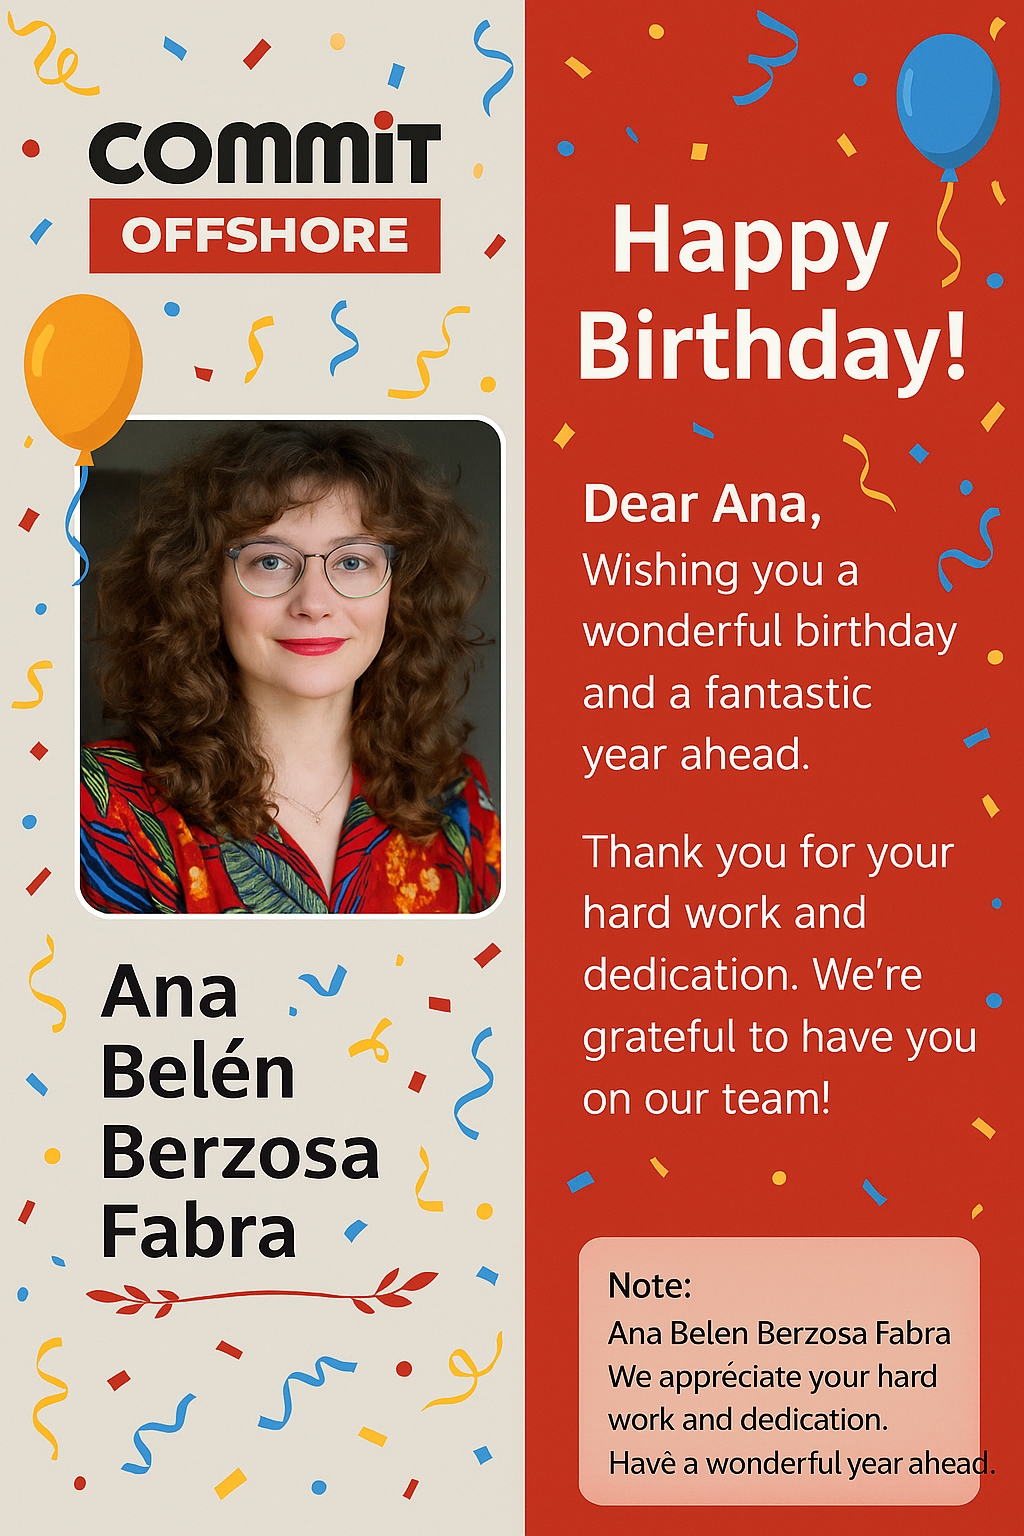 COMMIT
OFFSHORE
Ana
Belén
Berzosa
Fabra
Happy
Birthday!
Dear Ana,
Wishing you a
wonderful birthday
and a fantastic
year ahead.
Thank you for your
hard work and
dedication. We're
grateful to have you
on our team!
Note:
Ana Belen Berzosa Fabra
We appréciate your hard
work and dedication.
Havê a wonderful year ahead.